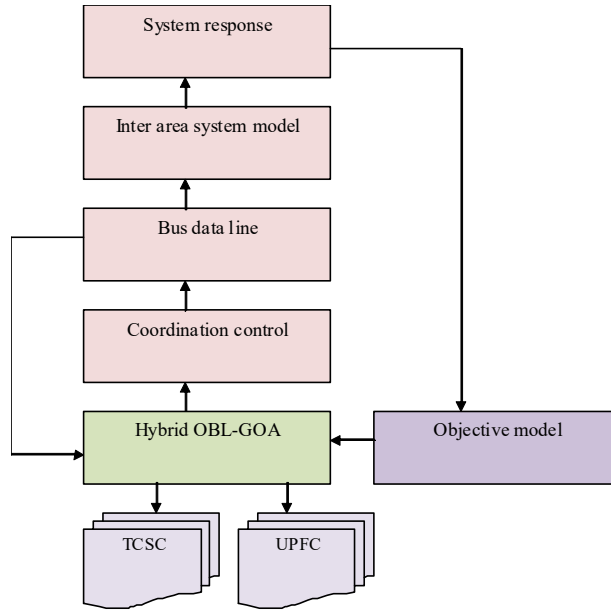 System response
Inter area system model
Bus data line
Coordination control
Hybrid OBL-GOA
Objective model
TCSC
UPFC